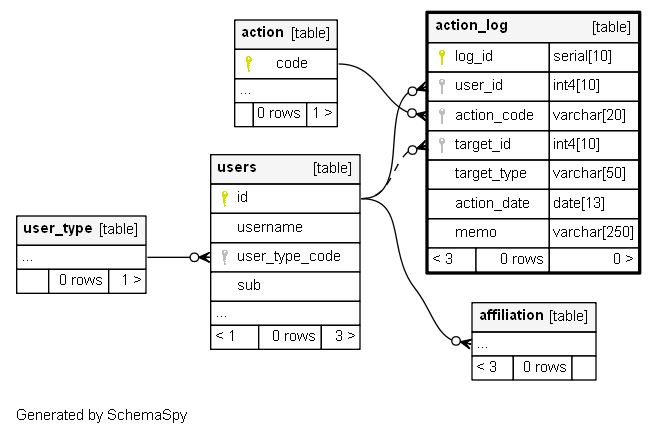 action [table]
code
...
0 rows 1 >
action_log [table]
log_id serial[10]
user_id int4[10]
action_code varchar[20]
target_id int4[10]
target_type varchar[50]
action_date date[13]
memo varchar[250]
< 3 0 rows 0 >
users [table]
id
username
user_type_code
sub
...
< 1 0 rows 3 >
user_type [table]
...
0 rows 1 >
affiliation [table]
...
< 3 0 rows
Generated by SchemaSpy